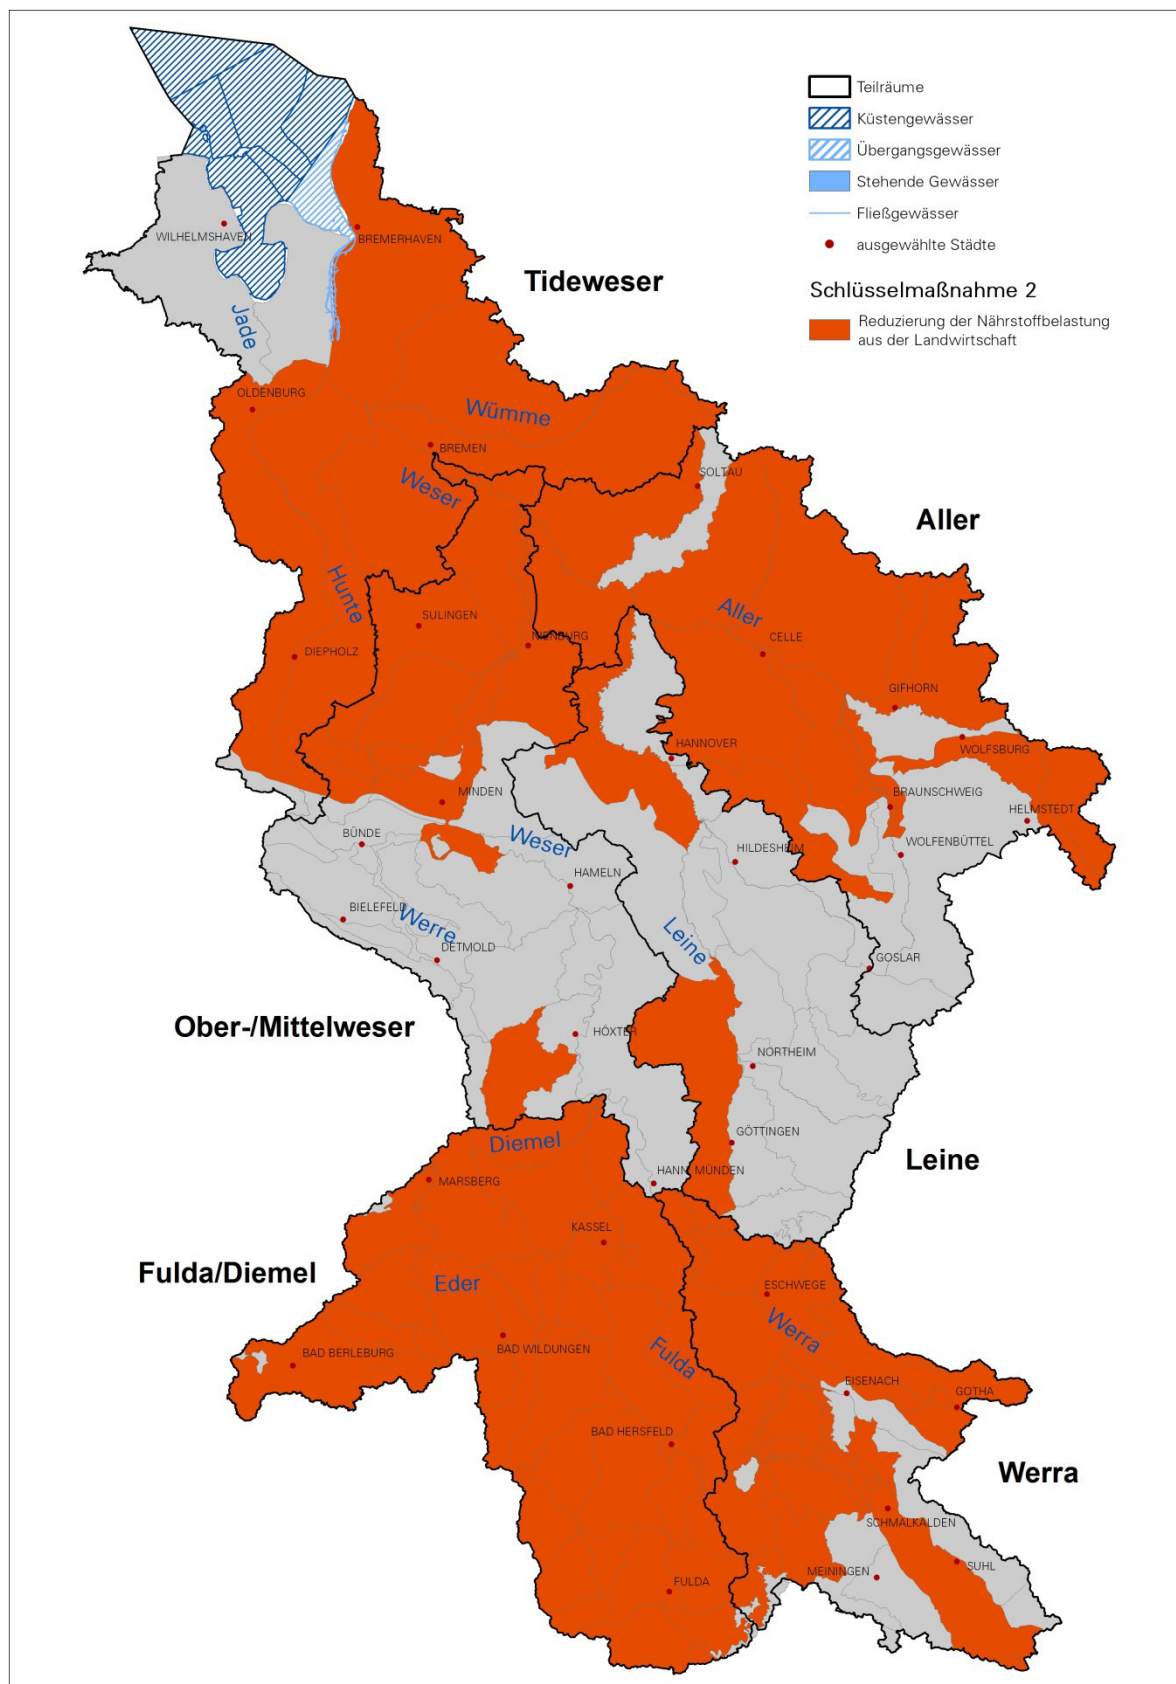 Teilräume
Küstengewässer
Übergangsgewässer
Stehende Gewässer
Fließgewässer
ausgewählte Städte
Schlüsselmaßnahme 2
Reduzierung der Nährstoffbelastung
aus der Landwirtschaft
WILHELMSHAVEN
BREMERHAVEN
Tideweser
Jade
OLDENBURG
Wümme
BREMEN
Weser
SOLTAU
Aller
Hunte
SULINGEN
Aller
NIENBURG
CELLE
DIEPHOLZ
GIFHORN
HANNOVER
WOLFSBURG
MINDEN
BRAUNSCHWEIG
HELMSTEDT
BÜNDE
Weser
WOLFENBÜTTEL
HILDESHEIM
HAMELN
BIELEFELD
Werre
Leine
DETMOLD
GOSLAR
Ober-/Mittelweser
HÖXTER
NORTHEIM
Diemel
GÖTTINGEN
Leine
HANN. MÜNDEN
MARSBERG
KASSEL
Fulda/Diemel
Eder
ESCHWEGE
Werra
BAD WILDUNGEN
Fulda
BAD BERLEBURG
EISENACH
GOTHA
BAD HERSFELD
Werra
SCHMALKALDEN
SUHL
MEININGEN
FULDA